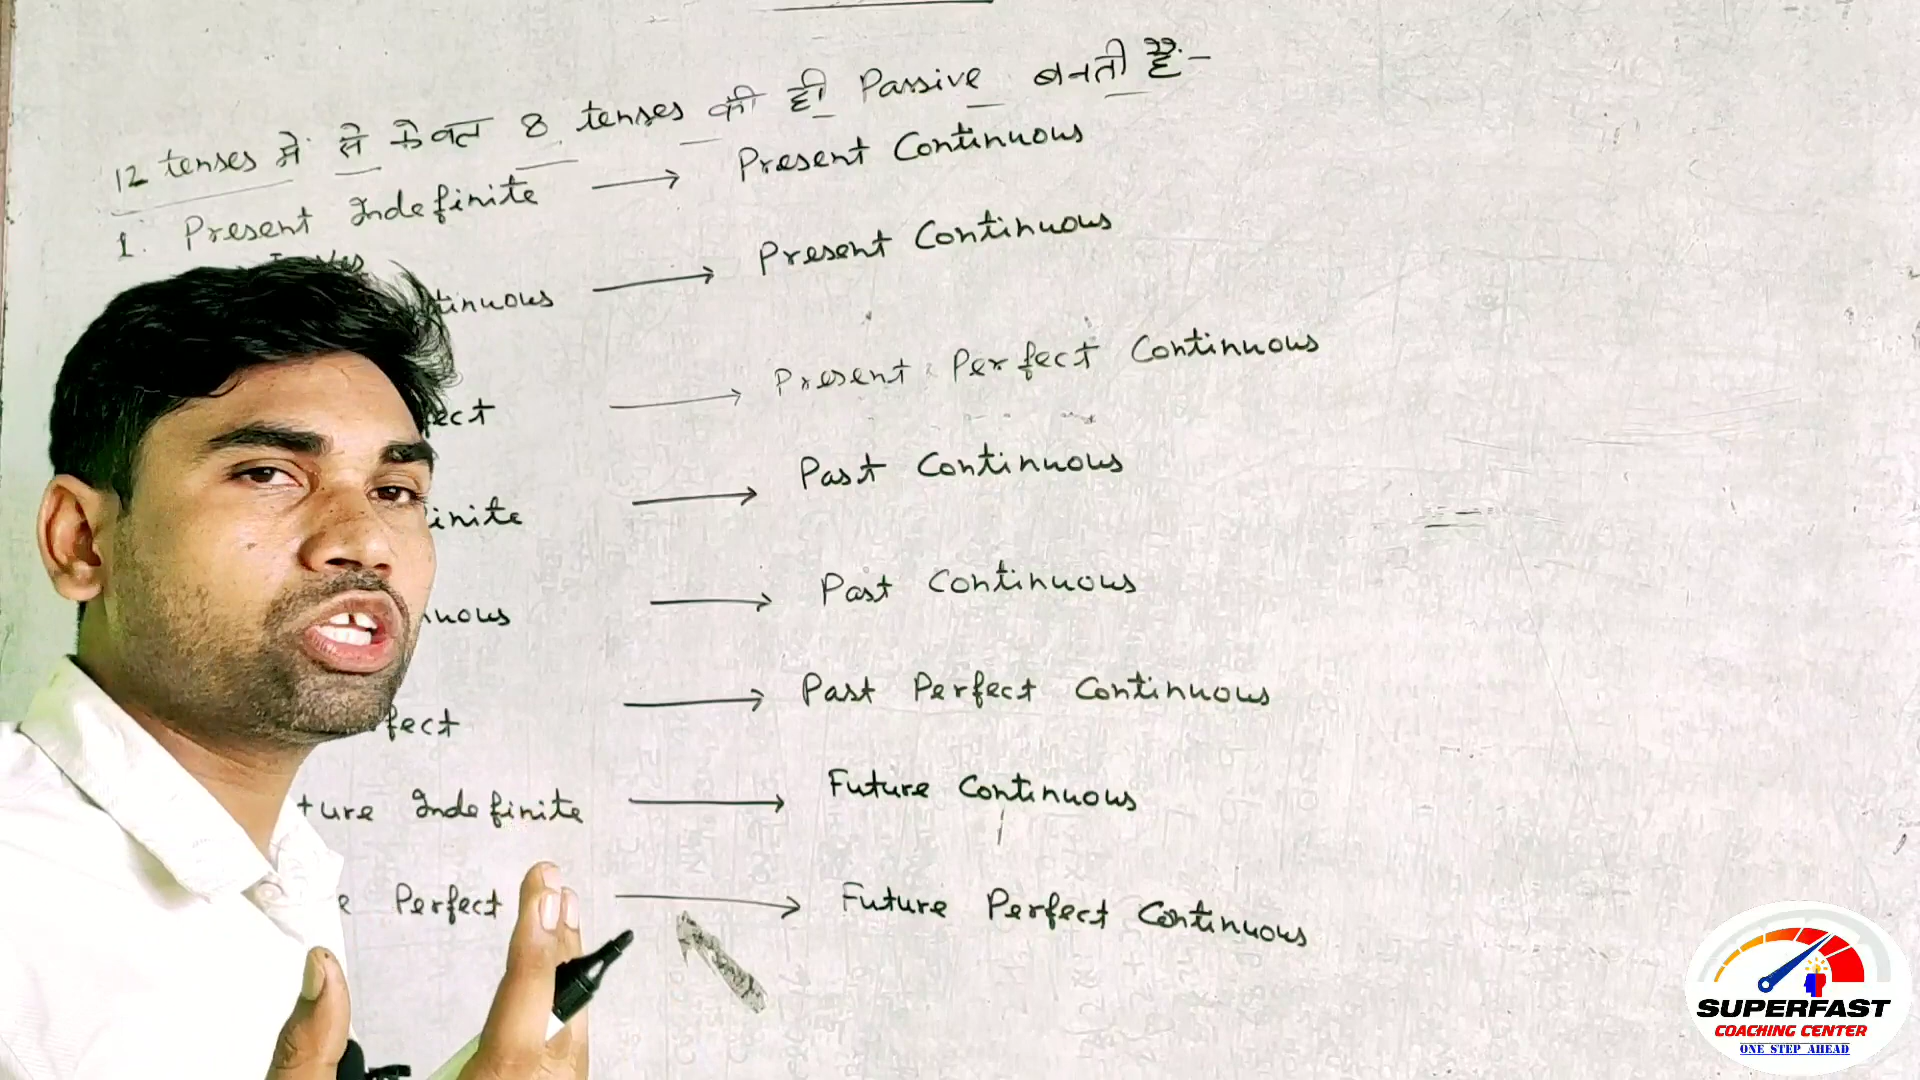 12 tenses में से केवल 8 tenses की ही Passive बनती हैं:-
1. Present Indefinite → Present Continuous
tinuous → Present Continuous
ect → Present Perfect Continuous
inite → Past Continuous
nuous → Past Continuous
fect → Past Perfect Continuous
ture Indefinite → Future Continuous
e Perfect → Future Perfect Continuous
SUPERFAST
COACHING CENTER
ONE STEP AHEAD